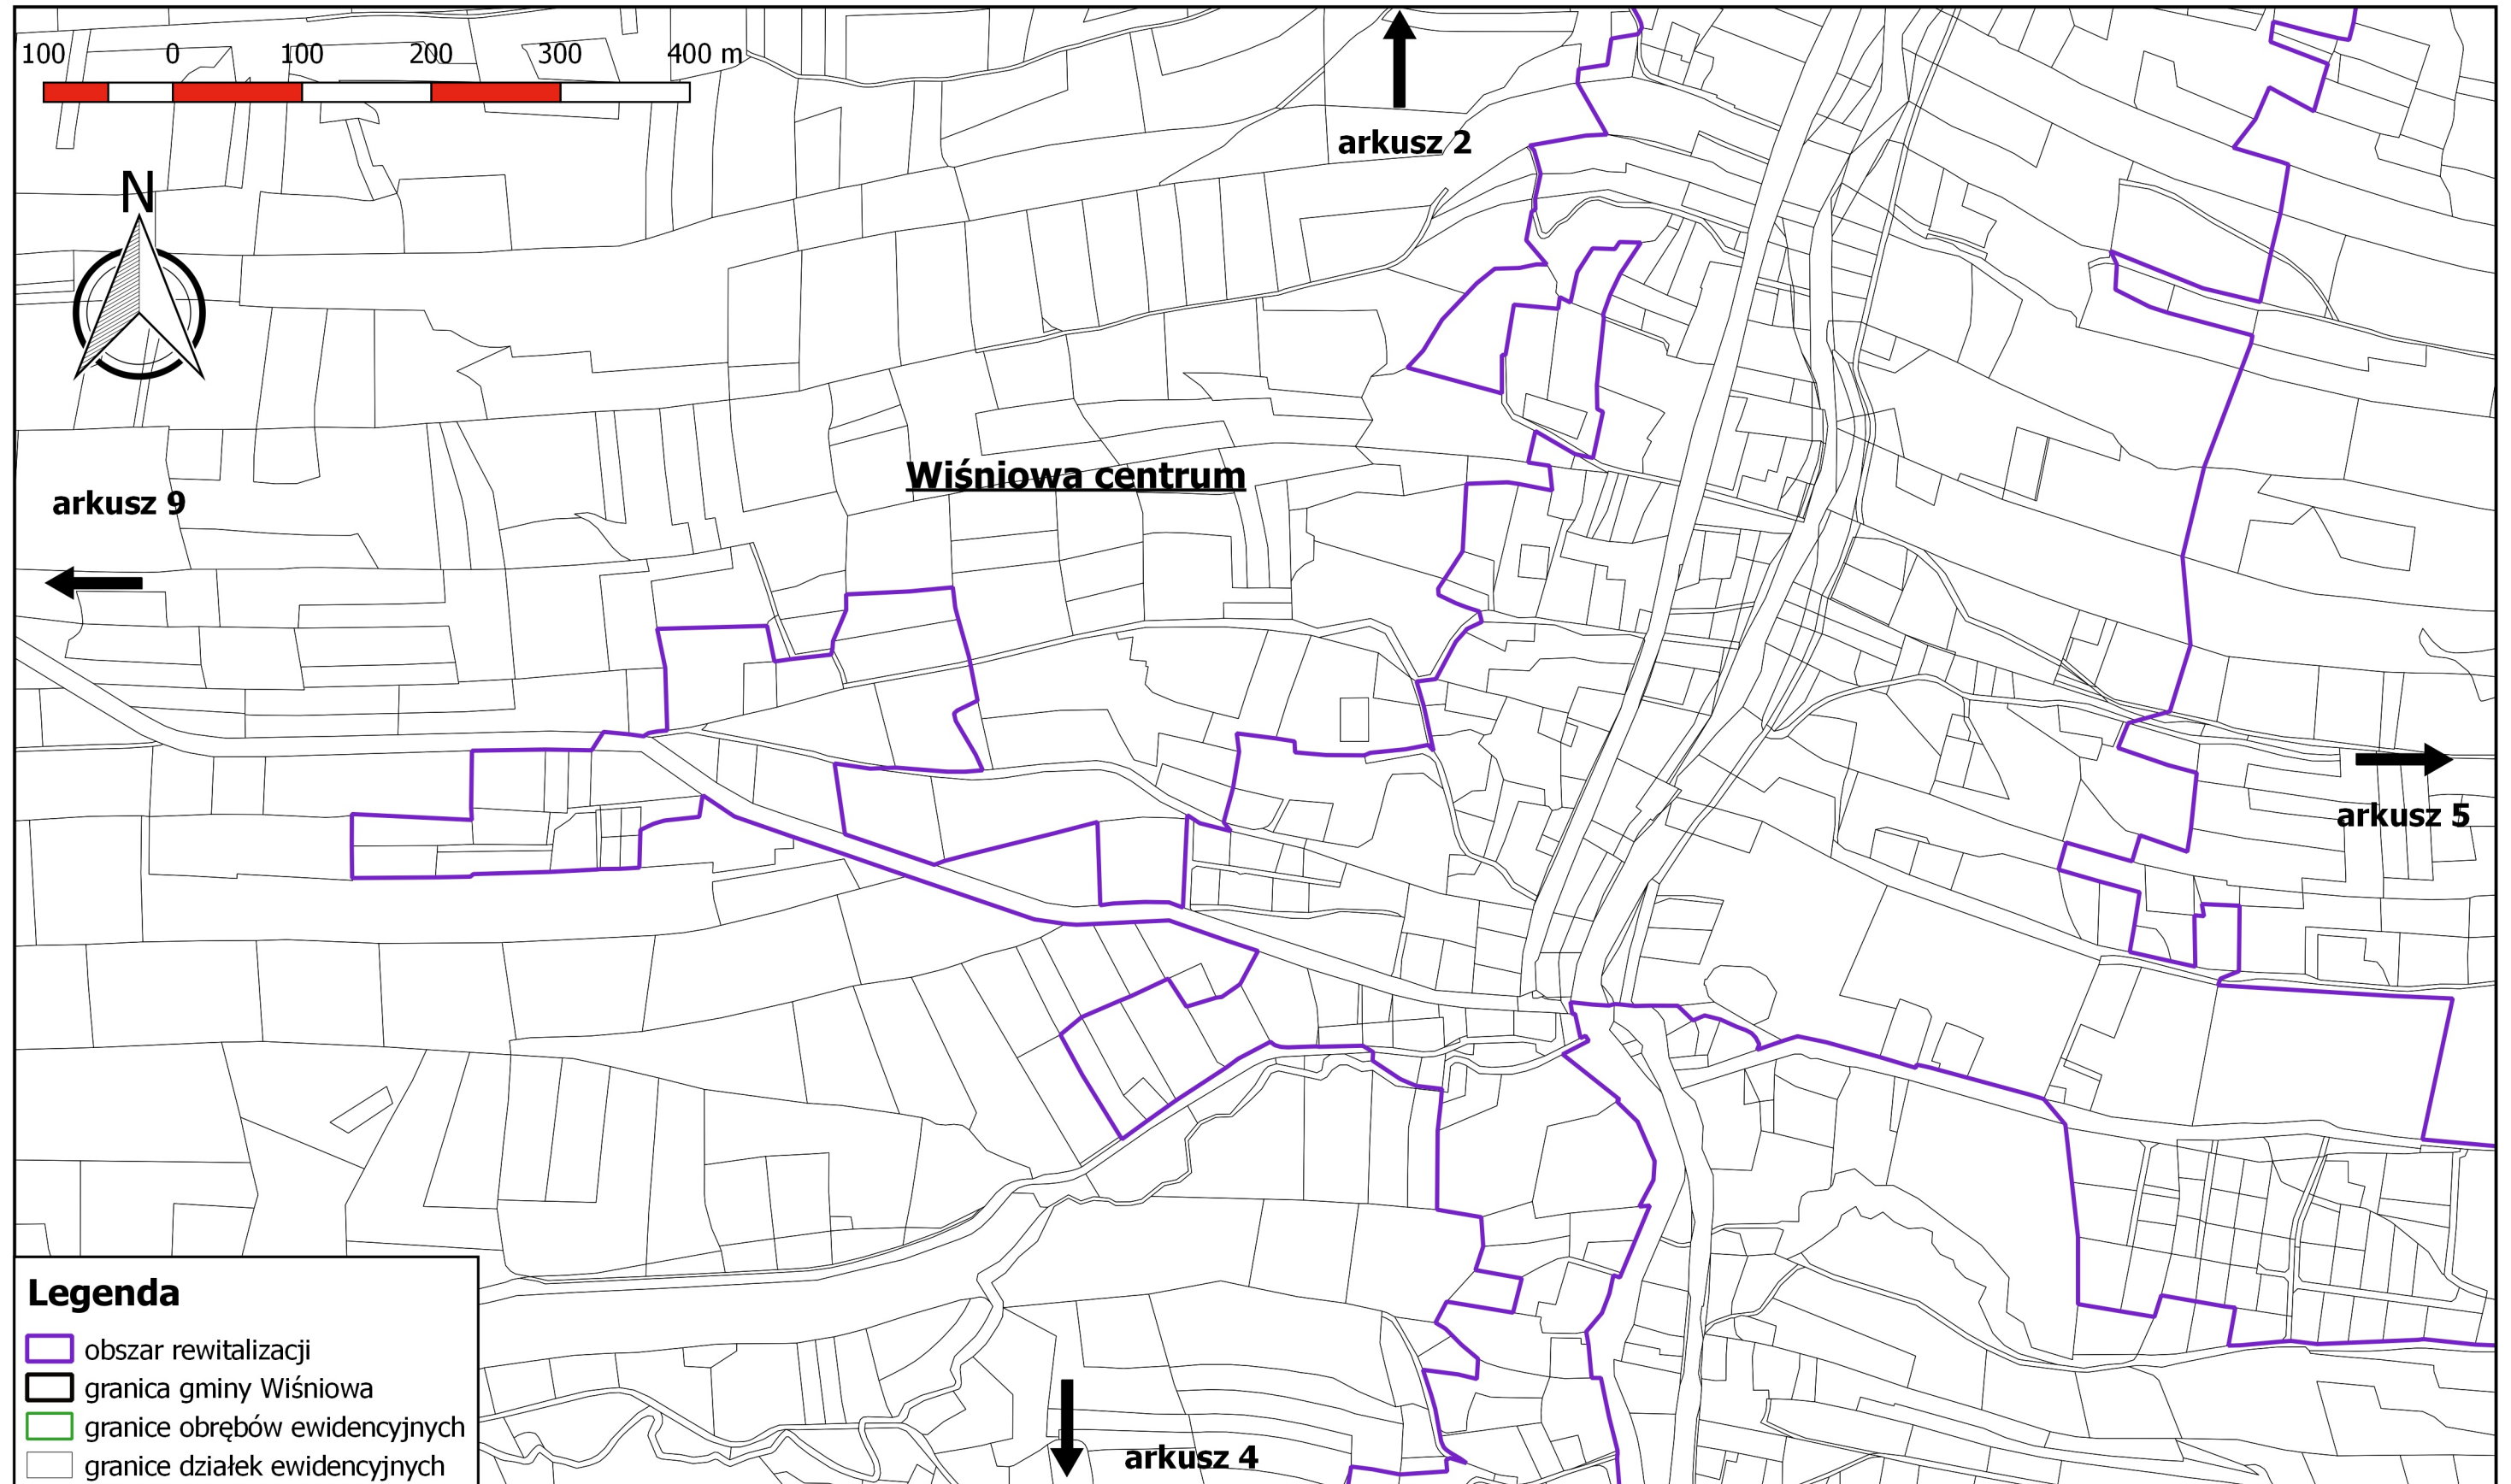 100 0 100 200 300 400 m
arkusz 2
N
Wiśniowa centrum
arkusz 9
arkusz 5
Legenda
obszar rewitalizacji
granica gminy Wiśniowa
granice obrębów ewidencyjnych
granice działek ewidencyjnych
arkusz 4